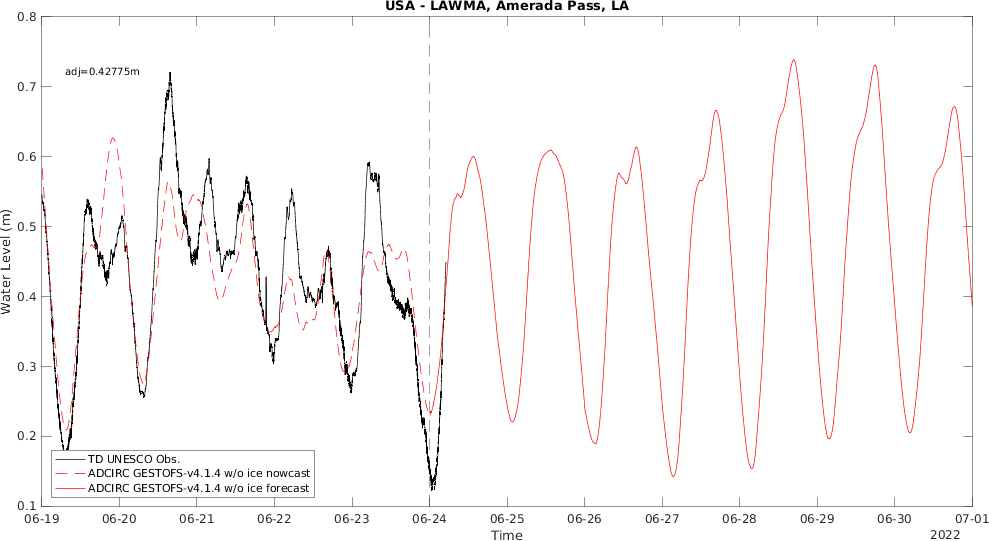 USA - LAWMA, Amerada Pass, LA
0.8
adj=0.42775m
0.7
0.6
0.5
Water Level (m)
0.4
0.3
0.2
0.1
TD UNESCO Obs.
ADCIRC GESTOFS-v4.1.4 w/o ice nowcast
ADCIRC GESTOFS-v4.1.4 w/o ice forecast
06-19 06-20 06-21 06-22 06-23 06-24 06-25 06-26 06-27 06-28 06-29 06-30 07-01
Time
2022